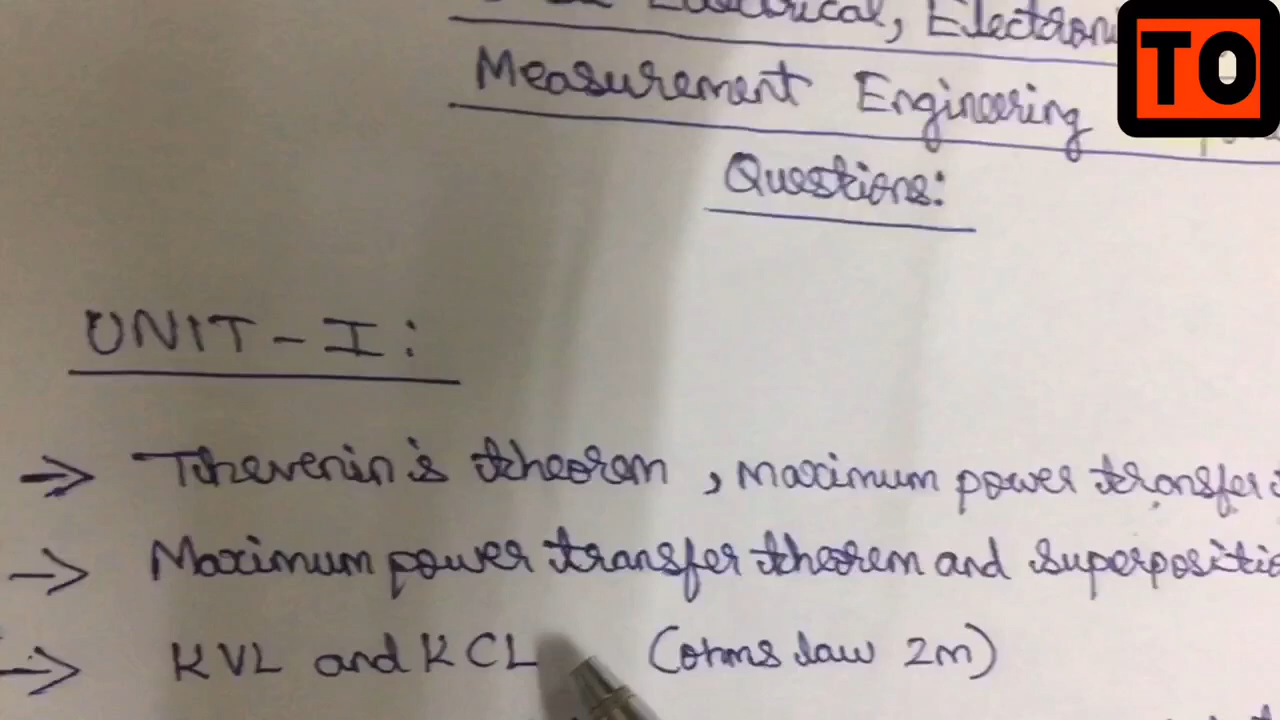 Electrical, Electroni
TO
Measurement Engineering
Questions:
UNIT - I:
→ Thevenin's theorem, Maximum power transfer
→ Maximum power transfer theorem and superpositio
→ KVL and KCL (ohms law 2m)